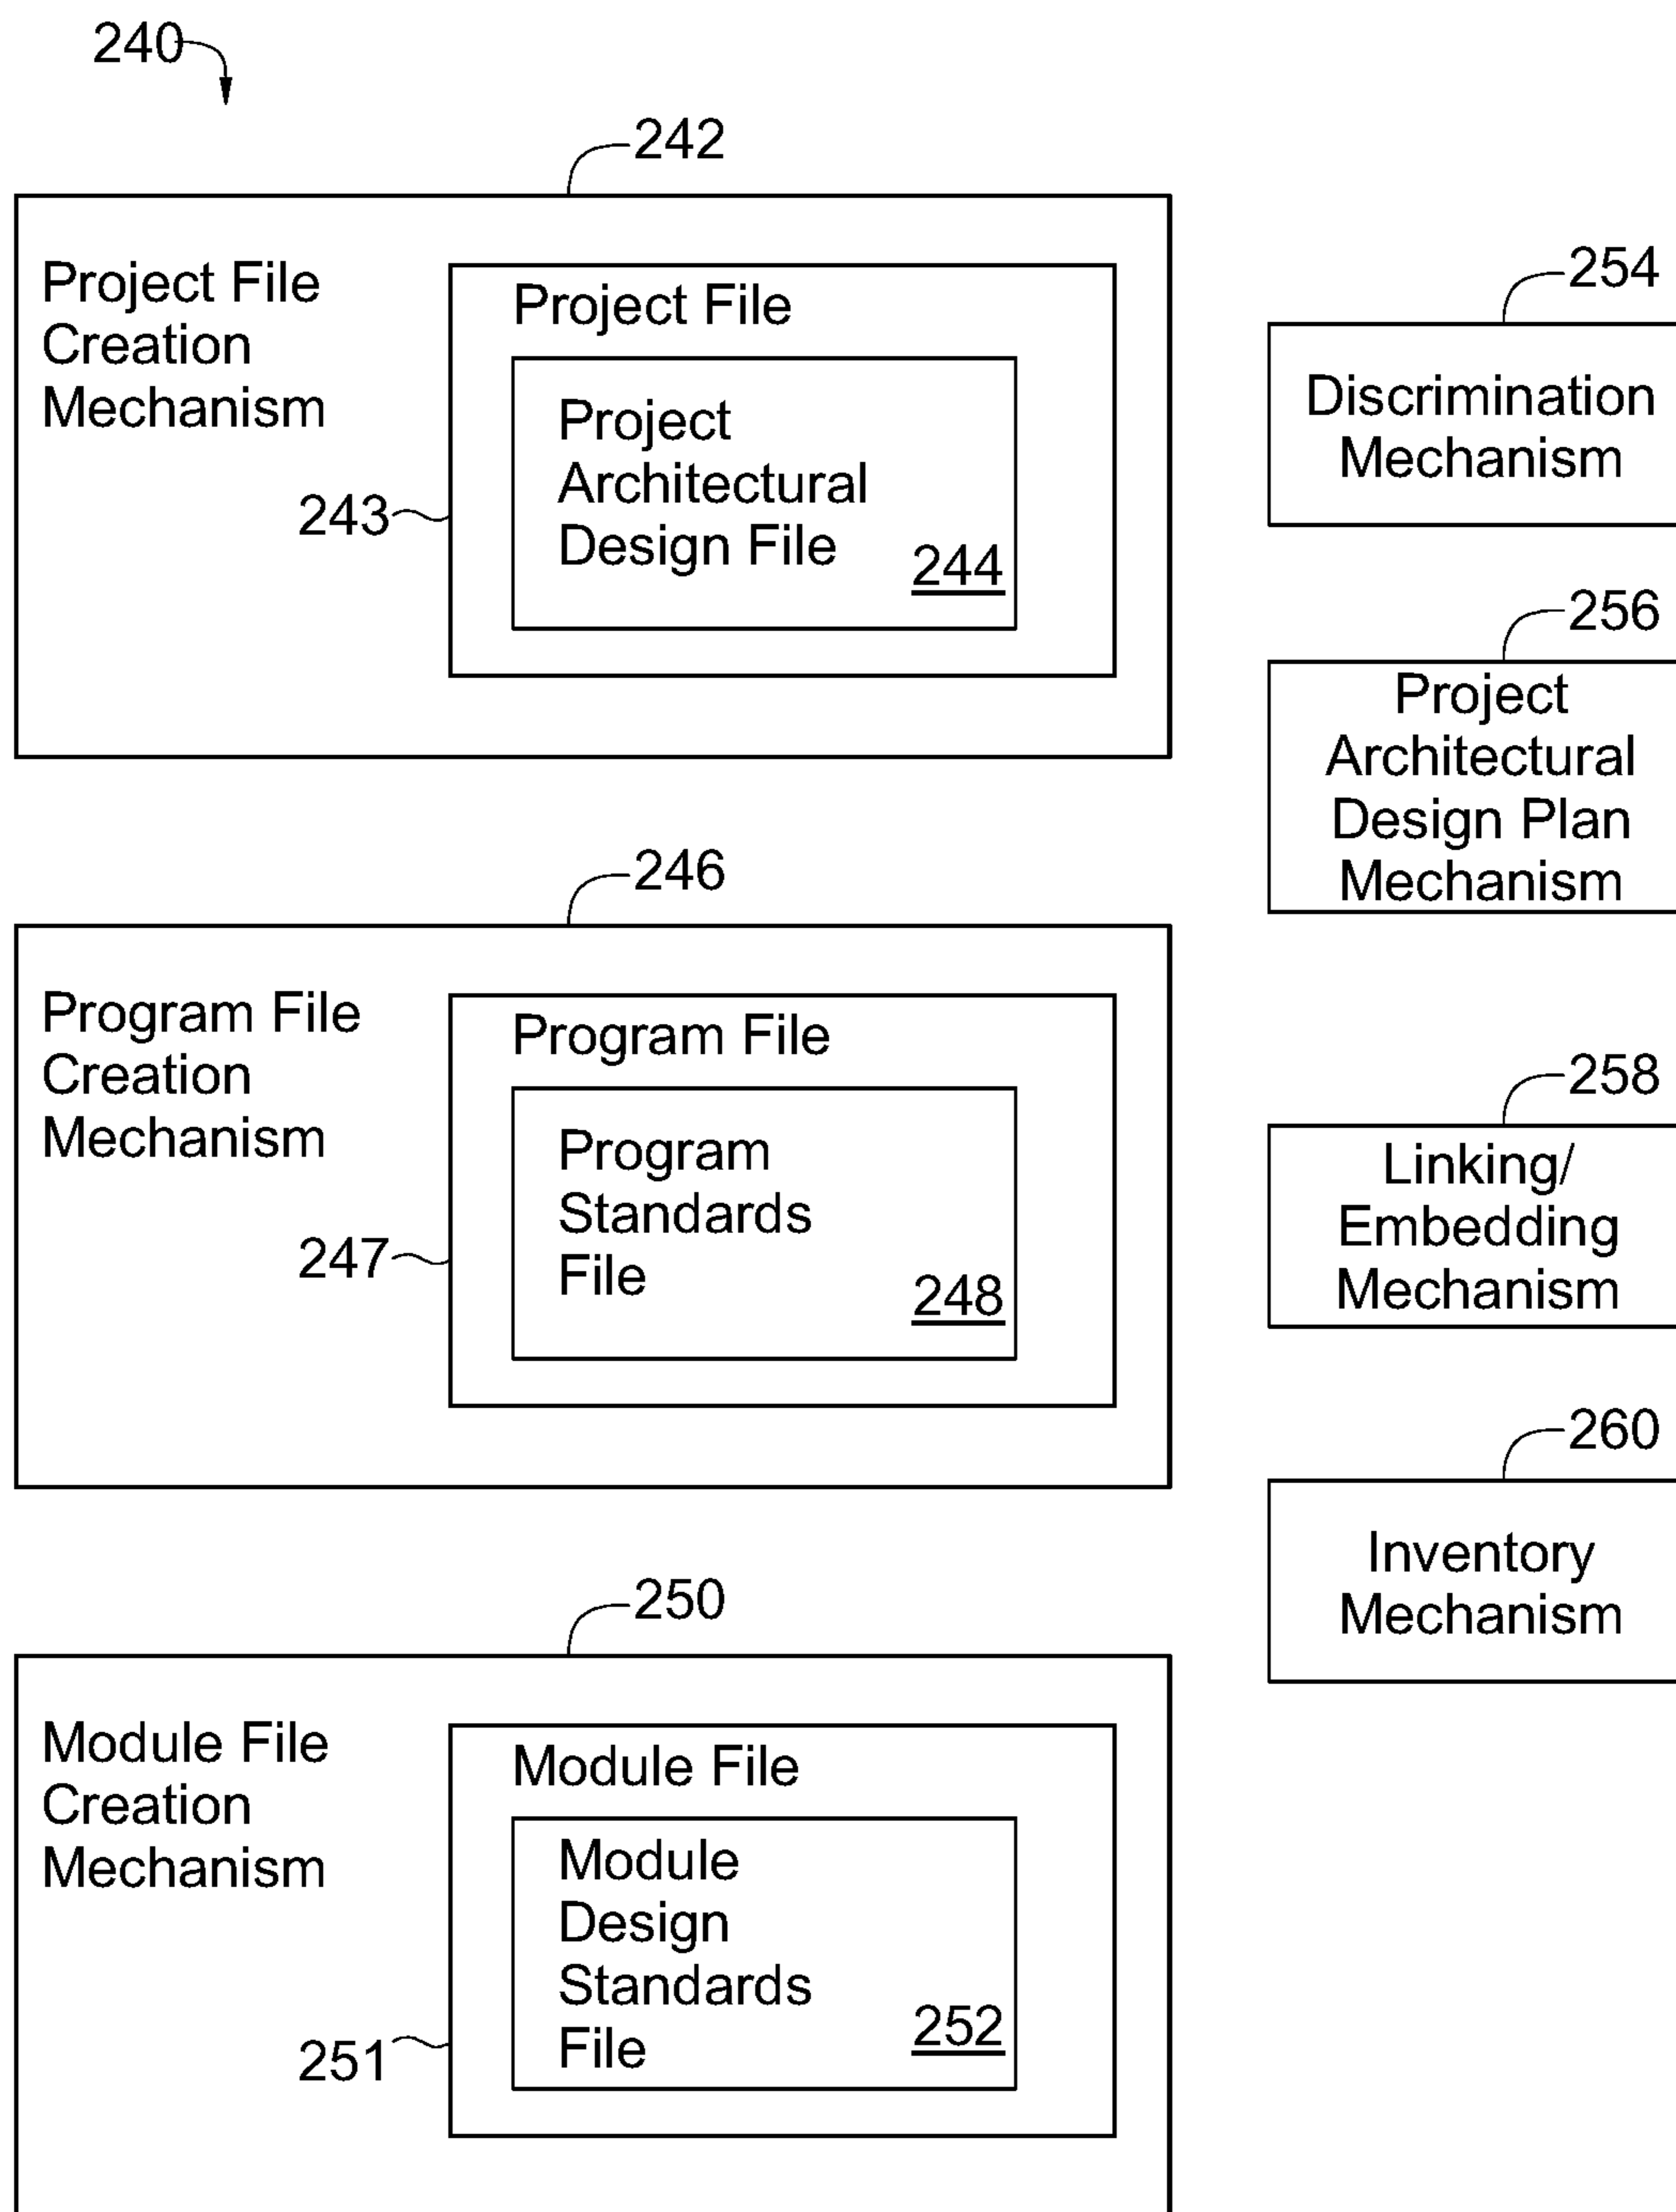 240
242
Project File
Creation
Mechanism
Project File
Project
Architectural
Design File
243
244
246
Program File
Creation
Mechanism
Program File
Program
Standards
File
247
248
250
Module File
Creation
Mechanism
Module File
Module
Design
Standards
File
251
252
254
Discrimination
Mechanism
256
Project
Architectural
Design Plan
Mechanism
258
Linking/
Embedding
Mechanism
260
Inventory
Mechanism